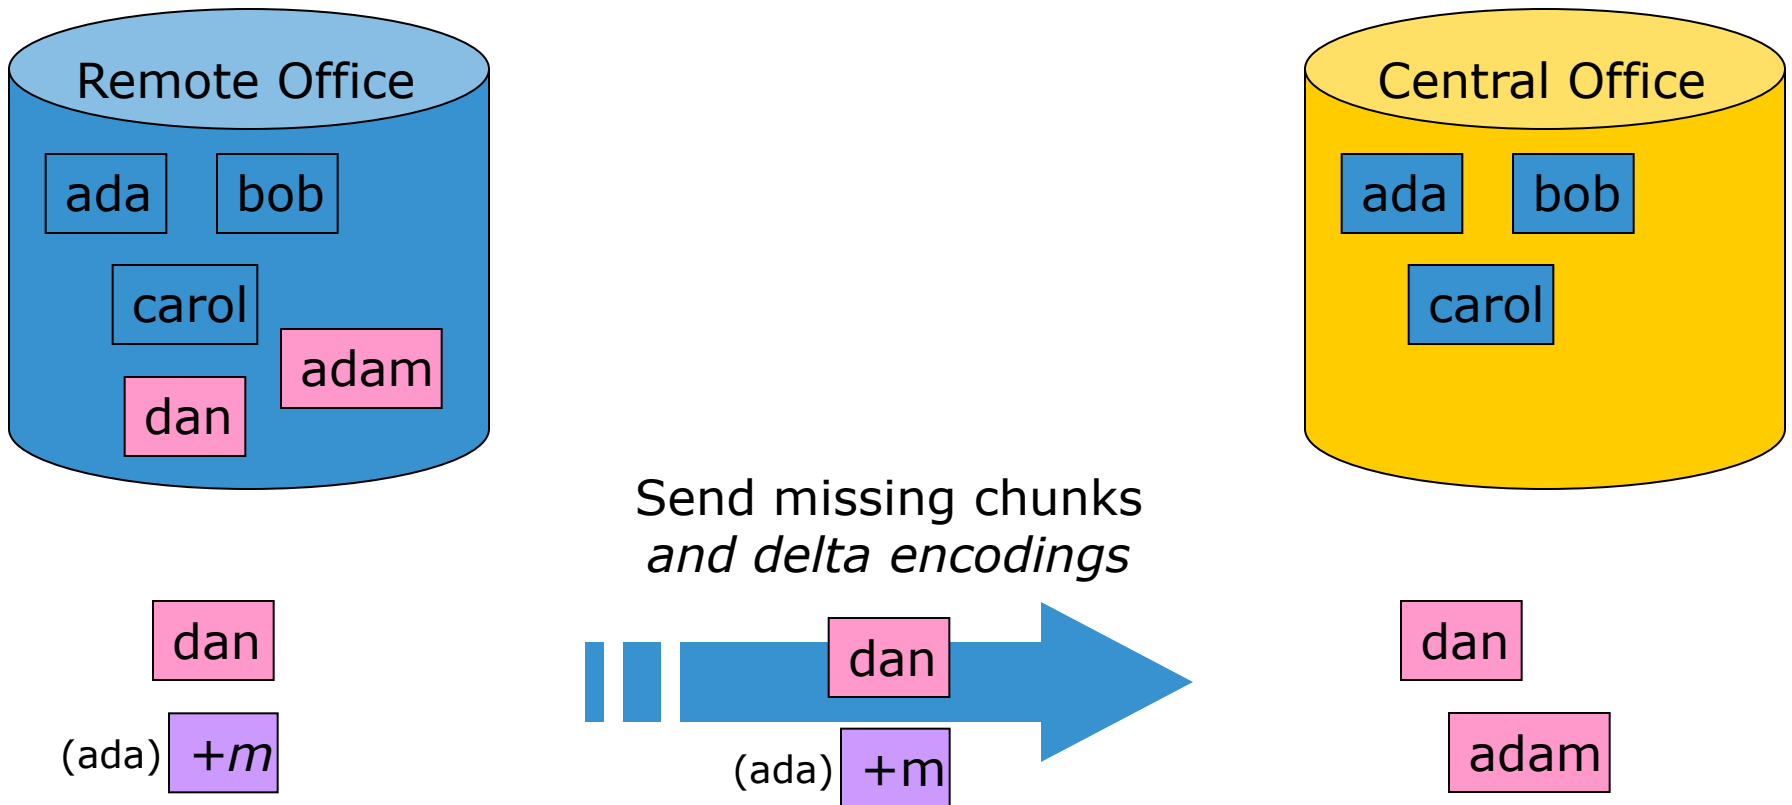 Remote Office
ada
bob
carol
adam
dan
Central Office
ada
bob
carol
Send missing chunks
and delta encodings
dan
(ada) +m
dan
(ada) +m
dan
adam